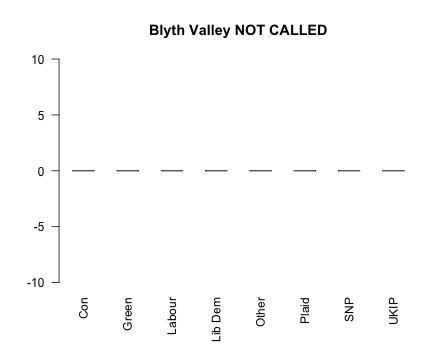 Blyth Valley NOT CALLED
10
5
0
-5
-10
Con
Green
Labour
Lib Dem
Other
Plaid
SNP
UKIP